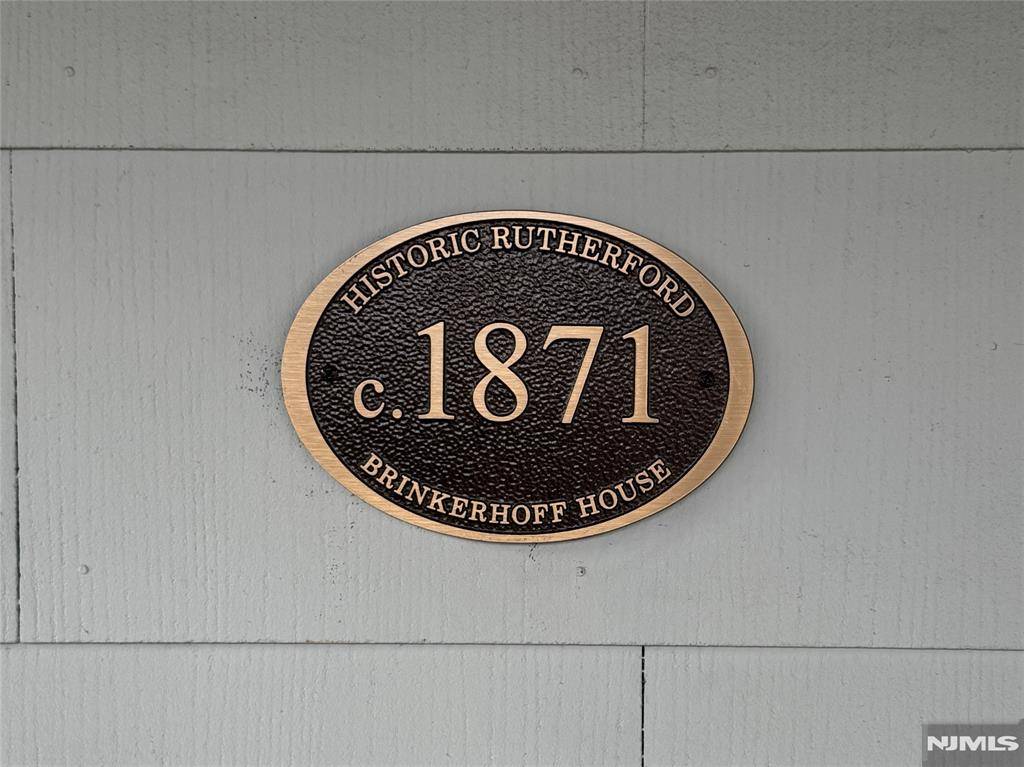 HISTORIC RUTHERFORD
c.1871
BRINKERHOFF HOUSE
NJMLS